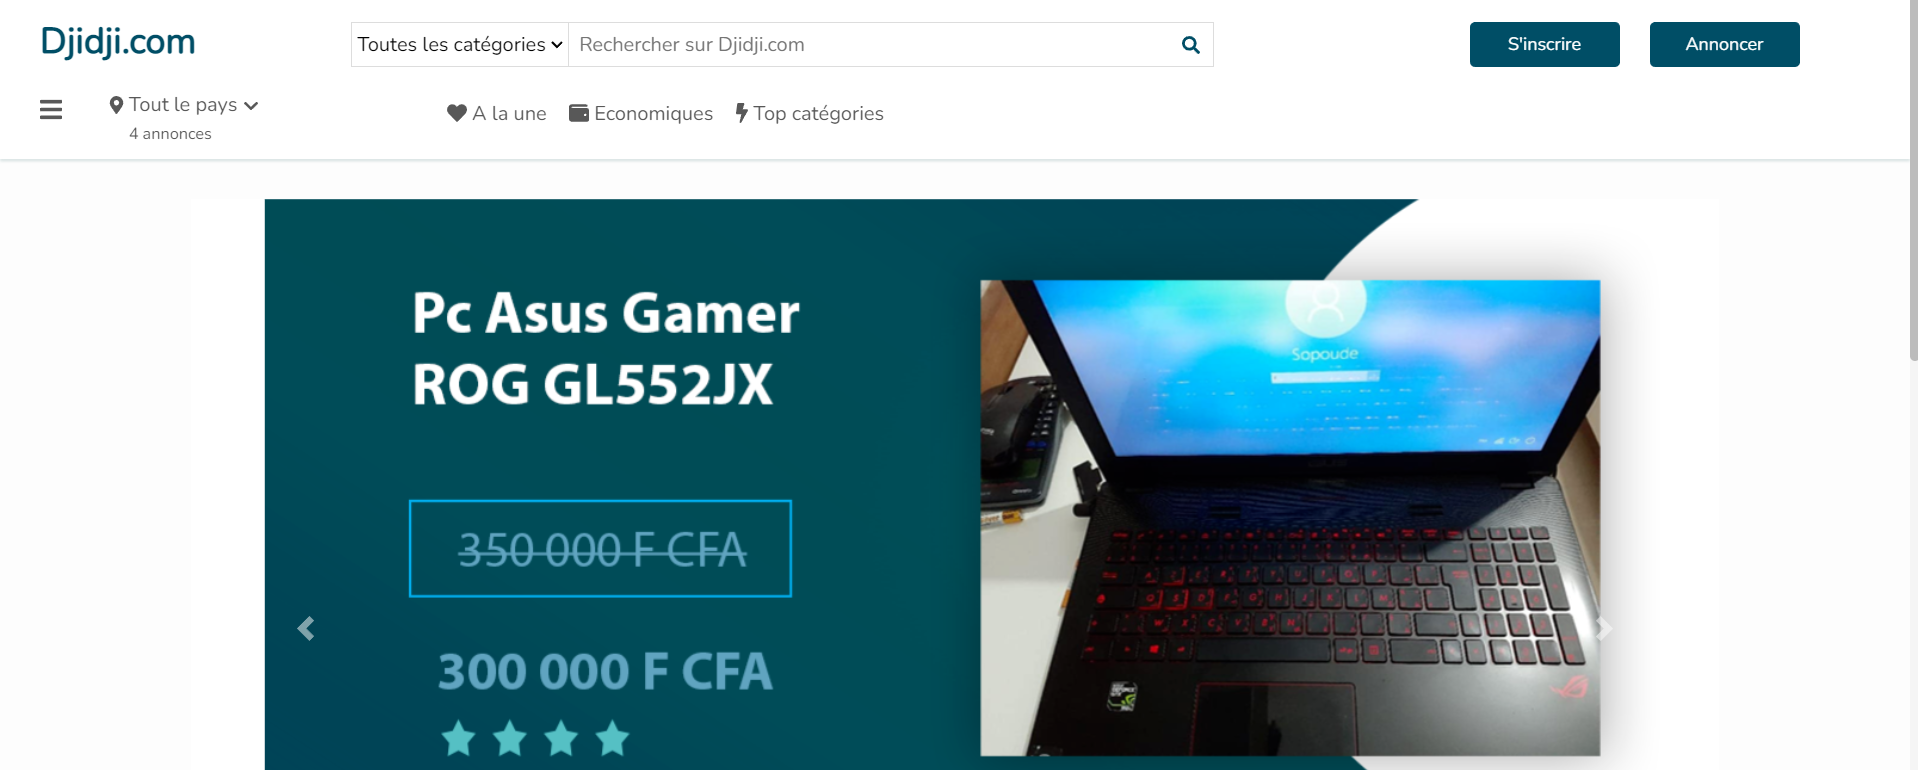 Djidji.com
Toutes les catégories
Rechercher sur Djidji.com
S'inscrire
Annoncer
Tout le pays
4 annonces
A la une
Economiques
Top catégories
Pc Asus Gamer
ROG GL552JX
350 000 F CFA
300 000 F CFA
Sopoude